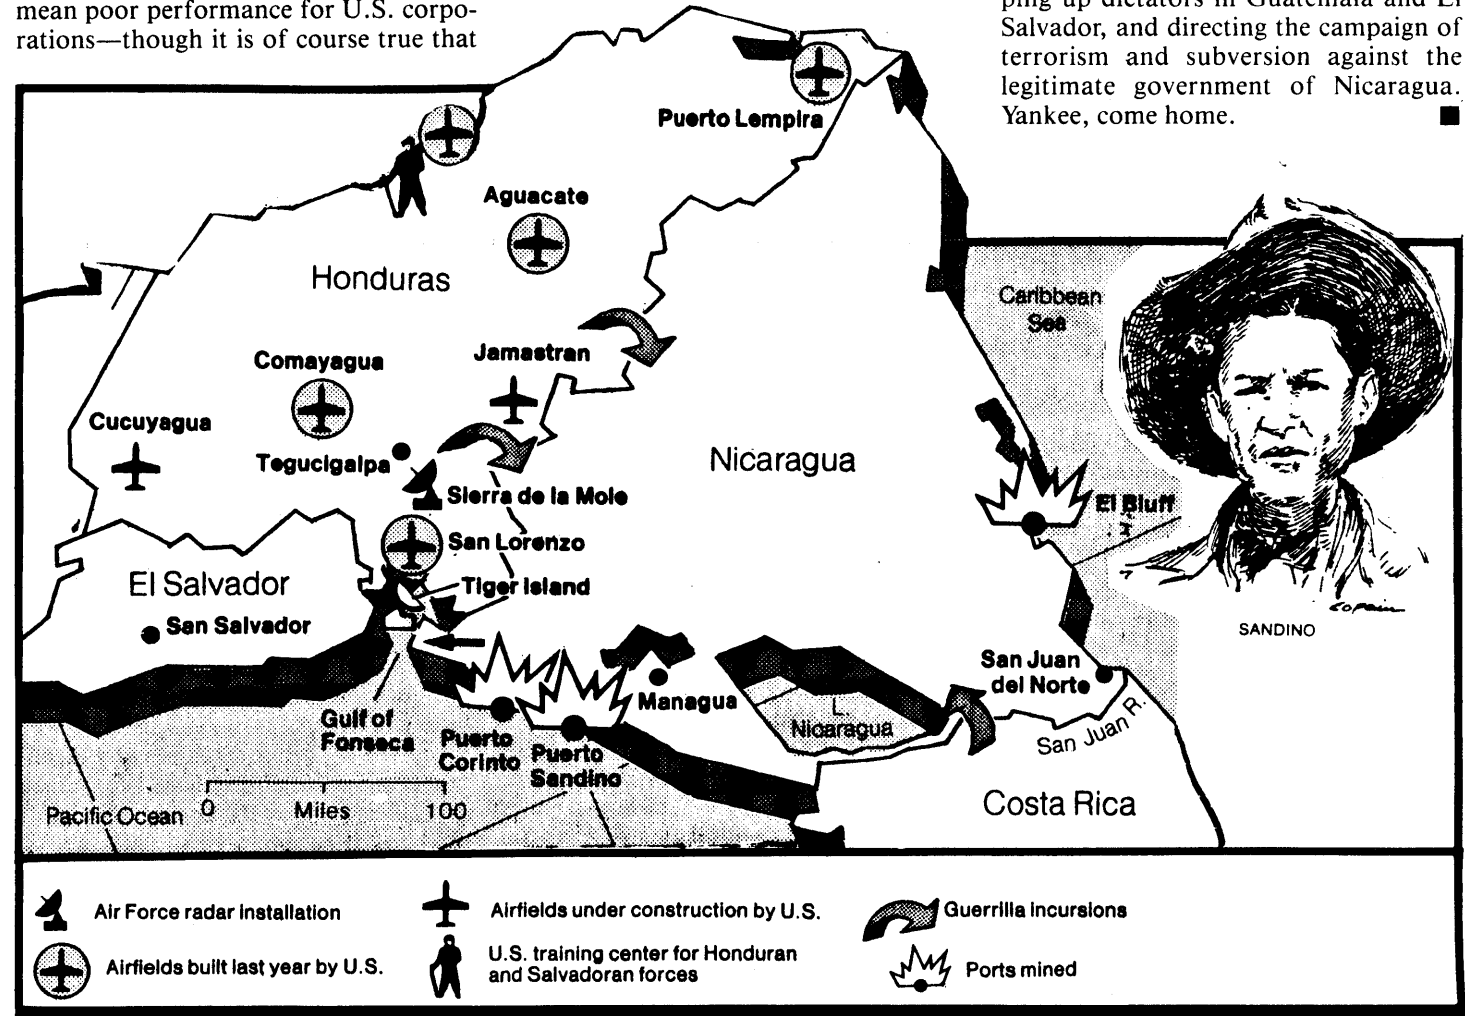 mean poor performance for U.S. corpo-
rations—though it is of course true that
Salvador, and directing the campaign of
terrorism and subversion against the
legitimate government of Nicaragua.
Yankee, come home.
Puerto Lempira
Aguacate
Honduras
Caribbean
Sea
Jamastran
Comayagua
Cucuyagua
Tegucigalpa
Nicaragua
Sierra de la Mole
El Bluff
San Lorenzo
El Salvador
Tiger Island
San Salvador
SANDINO
San Juan
del Norte
Managua
L.
Nicaragua
San Juan R.
Gulf of
Fonseca
Puerto
Corinto
Puerto
Sandino
Pacific Ocean
0 Miles 100
Costa Rica
Air Force radar installation
Airfields under construction by U.S.
Guerrilla incursions
Airfields built last year by U.S.
U.S. training center for Honduran
and Salvadoran forces
Ports mined